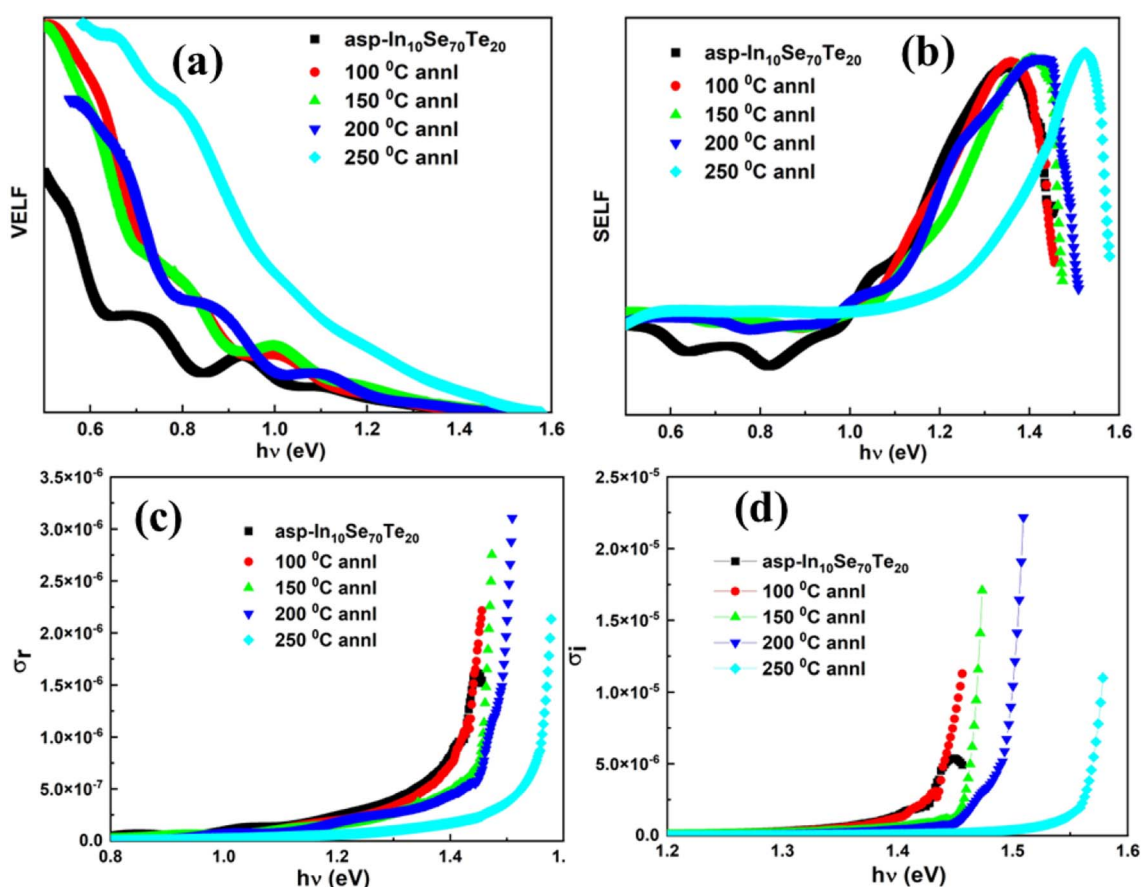 (a)
asp-In₁₀Se₇₀Te₂₀
100 ⁰C annl
150 ⁰C annl
200 ⁰C annl
250 ⁰C annl
VELF
0.6 0.8 1.0 1.2 1.4 1.6
hν (eV)
(b)
asp-In₁₀Se₇₀Te₂₀
100 ⁰C annl
150 ⁰C annl
200 ⁰C annl
250 ⁰C annl
SELF
0.6 0.8 1.0 1.2 1.4 1.6
hν (eV)
(c)
asp-In₁₀Se₇₀Te₂₀
100 ⁰C annl
150 ⁰C annl
200 ⁰C annl
250 ⁰C annl
σr
3.5×10⁻⁶
3.0×10⁻⁶
2.5×10⁻⁶
2.0×10⁻⁶
1.5×10⁻⁶
1.0×10⁻⁶
5.0×10⁻⁷
0.0
0.8 1.0 1.2 1.4 1.
hν (eV)
(d)
asp-In₁₀Se₇₀Te₂₀
100 ⁰C annl
150 ⁰C annl
200 ⁰C annl
250 ⁰C annl
σi
2.5×10⁻⁵
2.0×10⁻⁵
1.5×10⁻⁵
1.0×10⁻⁵
5.0×10⁻⁶
0.0
1.2 1.3 1.4 1.5 1.6
hν (eV)